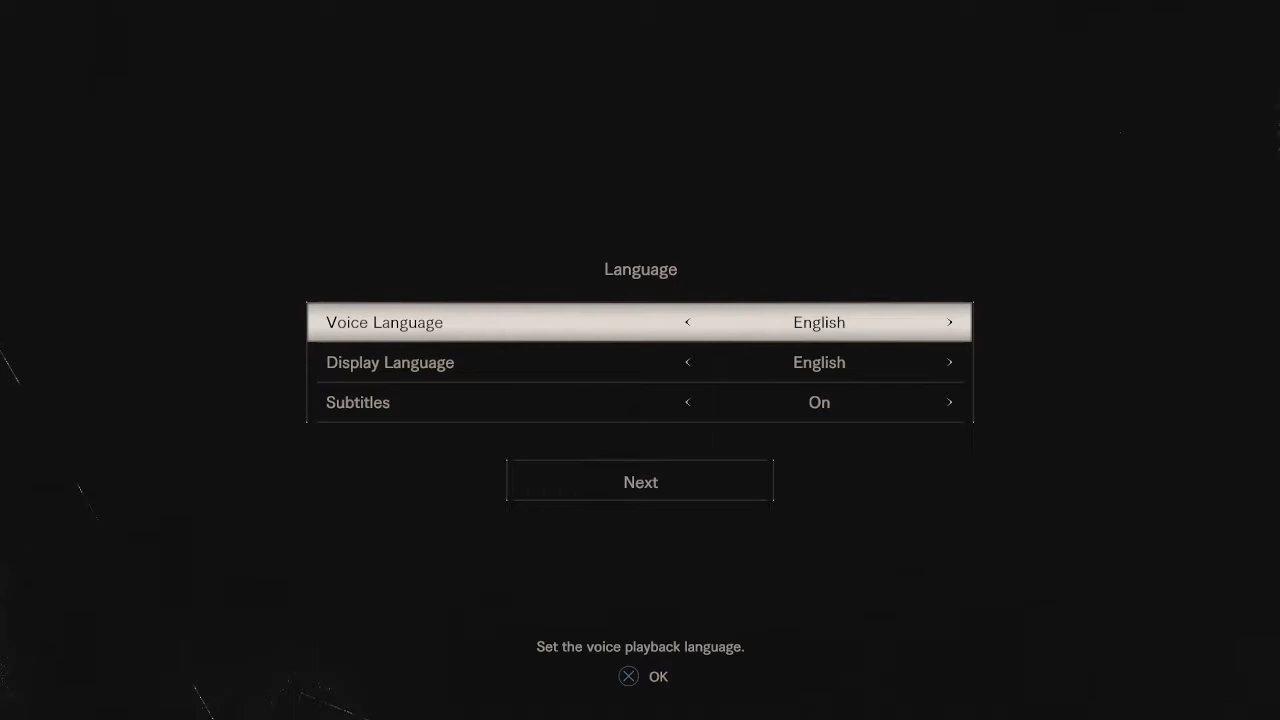 Language
Voice Language < English >
Display Language < English >
Subtitles < On >
Next
Set the voice playback language.
OK